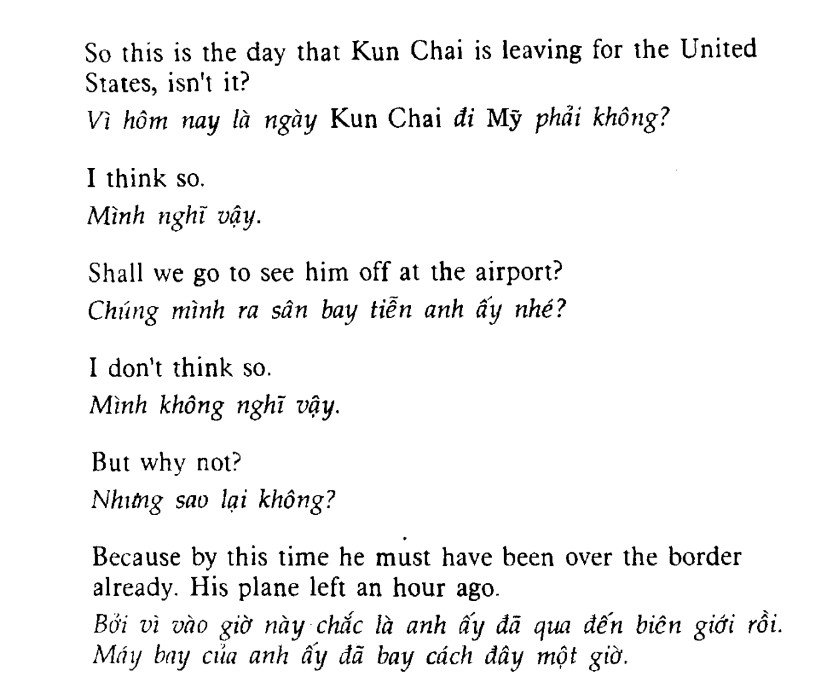 So this is the day that Kun Chai is leaving for the United
States, isn't it?
Vì hôm nay là ngày Kun Chai đi Mỹ phải không?
I think so.
Mình nghĩ vậy.
Shall we go to see him off at the airport?
Chúng mình ra sân bay tiễn anh ấy nhé?
I don't think so.
Mình không nghĩ vậy.
But why not?
Nhưng sao lại không?
Because by this time he must have been over the border
already. His plane left an hour ago.
Bởi vì vào giờ này chắc là anh ấy đã qua đến biên giới rồi.
Máy bay của anh ấy đã bay cách đây một giờ.